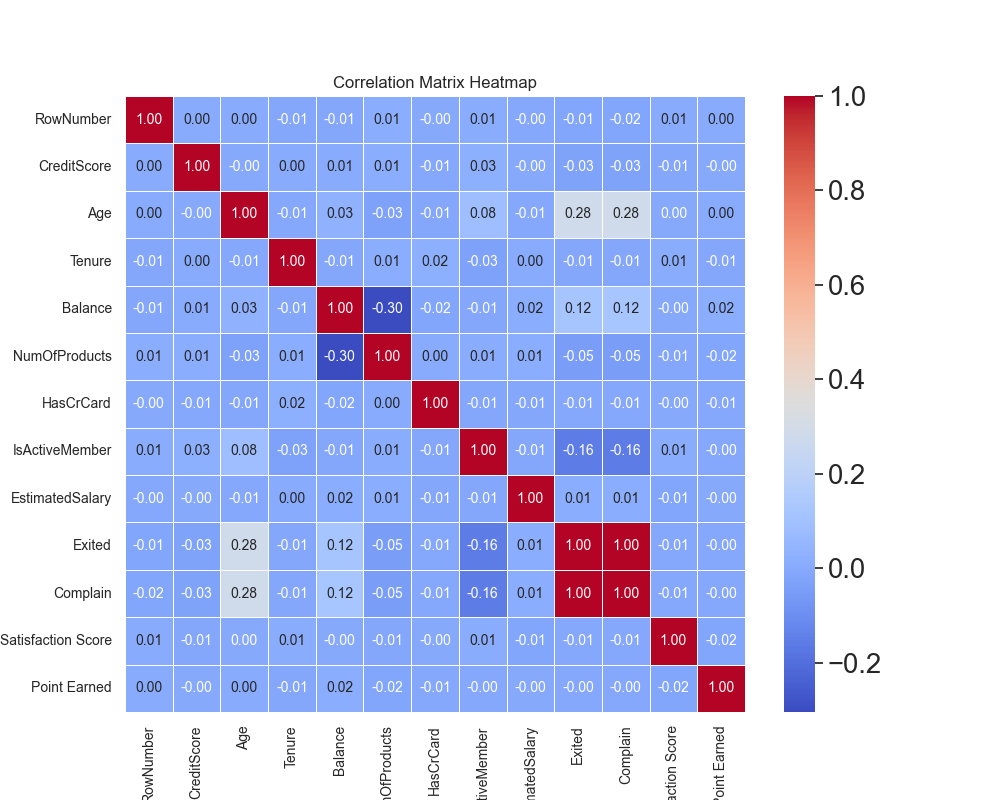 Correlation Matrix Heatmap
RowNumber 1.00 0.00 0.00 -0.01 -0.01 0.01 -0.00 0.01 -0.00 -0.01 -0.02 0.01 0.00
CreditScore 0.00 1.00 -0.00 0.00 0.01 0.01 -0.01 0.03 -0.00 -0.03 -0.03 -0.01 -0.00
Age 0.00 -0.00 1.00 -0.01 0.03 -0.03 -0.01 0.08 -0.01 0.28 0.28 0.00 0.00
Tenure -0.01 0.00 -0.01 1.00 -0.01 0.01 0.02 -0.03 0.00 -0.01 -0.01 0.01 -0.01
Balance -0.01 0.01 0.03 -0.01 1.00 -0.30 -0.02 -0.01 0.02 0.12 0.12 -0.00 0.02
NumOfProducts 0.01 0.01 -0.03 0.01 -0.30 1.00 0.00 0.01 0.01 -0.05 -0.05 -0.01 -0.02
HasCrCard -0.00 -0.01 -0.01 0.02 -0.02 0.00 1.00 -0.01 -0.01 -0.01 -0.01 -0.00 -0.01
IsActiveMember 0.01 0.03 0.08 -0.03 -0.01 0.01 -0.01 1.00 -0.01 -0.16 -0.16 0.01 -0.00
EstimatedSalary -0.00 -0.00 -0.01 0.00 0.02 0.01 -0.01 -0.01 1.00 0.01 0.01 -0.01 -0.00
Exited -0.01 -0.03 0.28 -0.01 0.12 -0.05 -0.01 -0.16 0.01 1.00 1.00 -0.01 -0.00
Complain -0.02 -0.03 0.28 -0.01 0.12 -0.05 -0.01 -0.16 0.01 1.00 1.00 -0.01 -0.00
Satisfaction Score 0.01 -0.01 0.00 0.01 -0.00 -0.01 -0.00 0.01 -0.01 -0.01 -0.01 1.00 -0.02
Point Earned 0.00 -0.00 0.00 -0.01 0.02 -0.02 -0.01 -0.00 -0.00 -0.00 -0.00 -0.02 1.00
RowNumber
CreditScore
Age
Tenure
Balance
mOfProducts
HasCrCard
tiveMember
matedSalary
Exited
Complain
action Score
Point Earned
1.0
0.8
0.6
0.4
0.2
0.0
−0.2